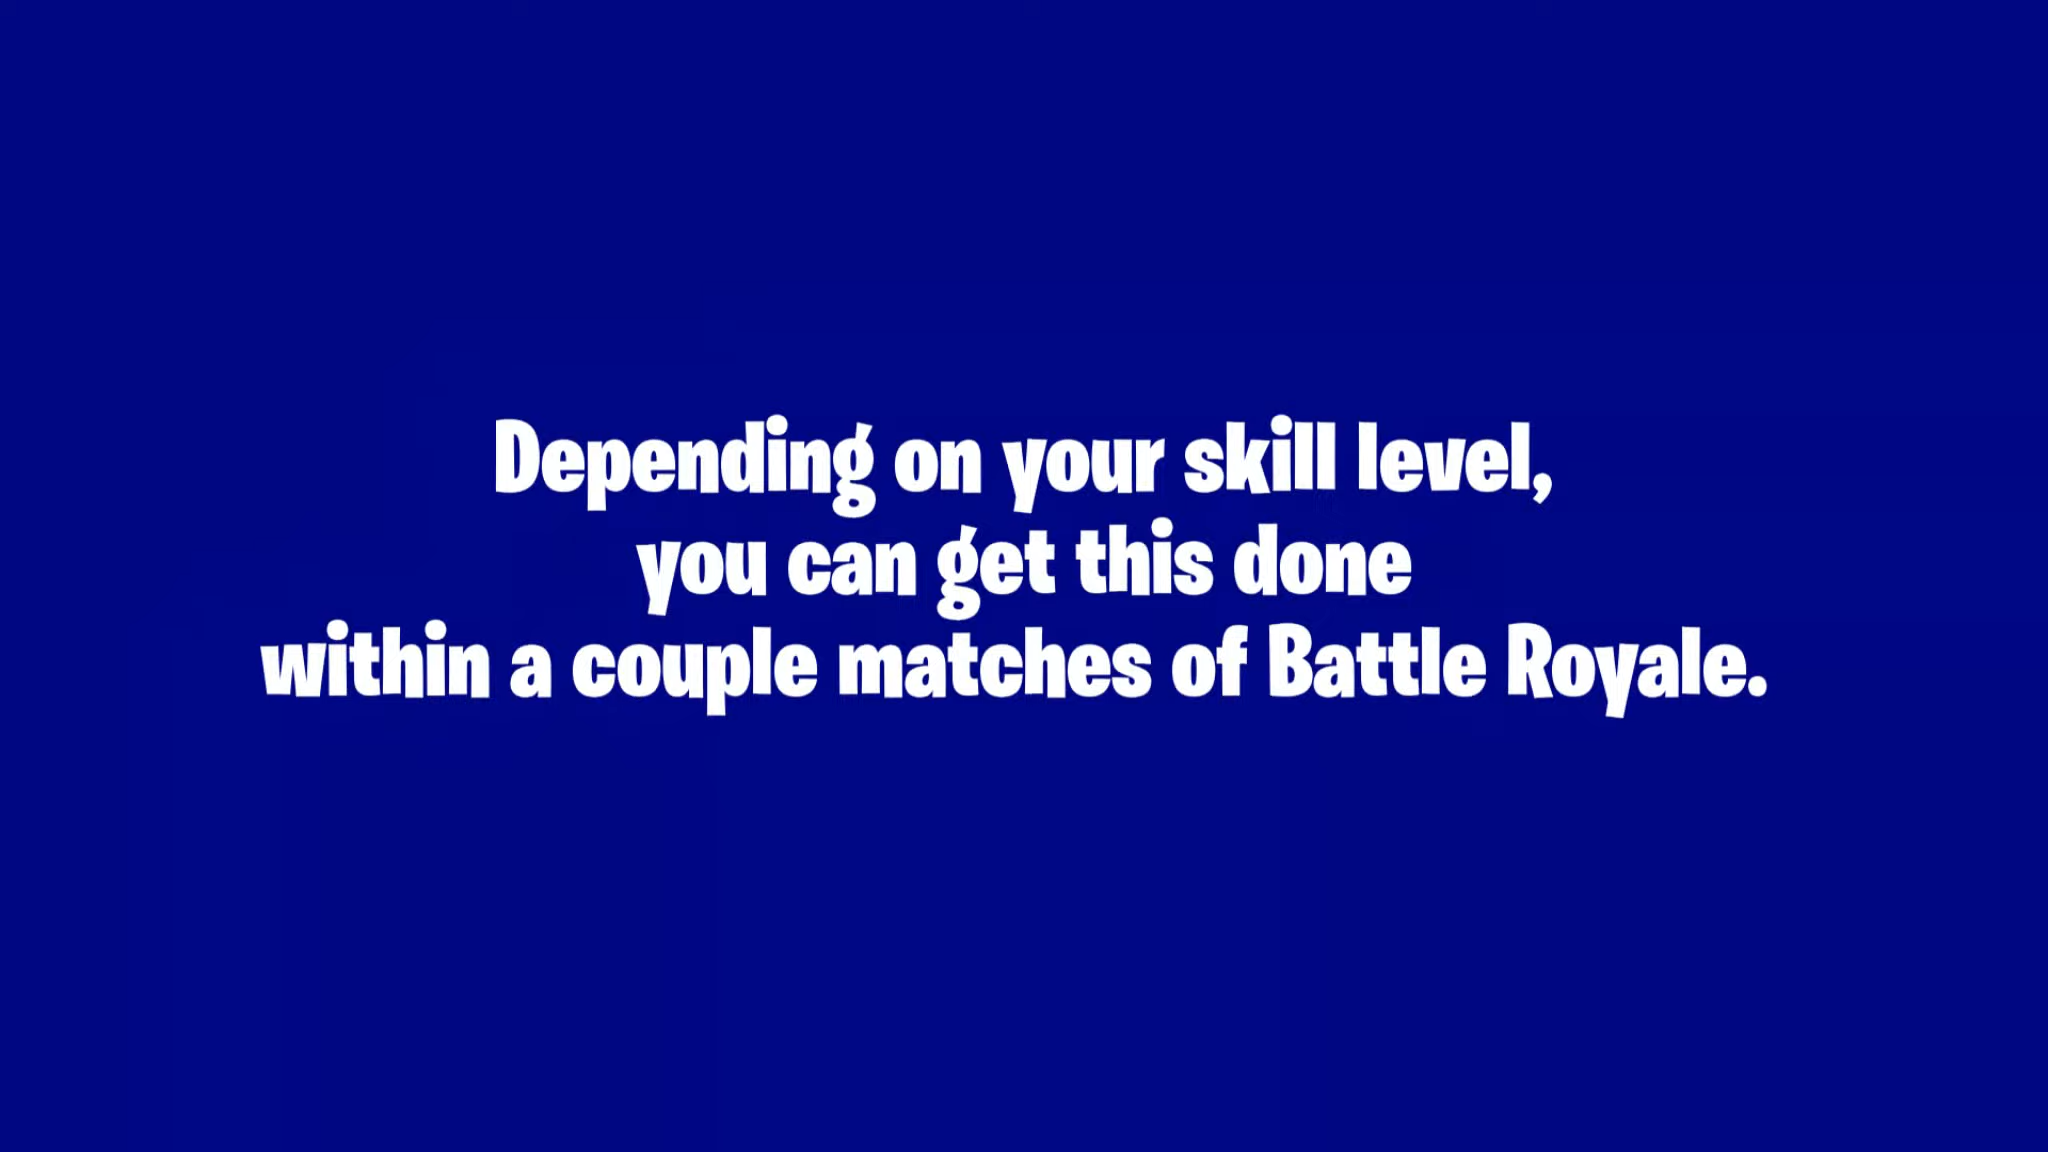 Depending on your skill level,
you can get this done
within a couple matches of Battle Royale.